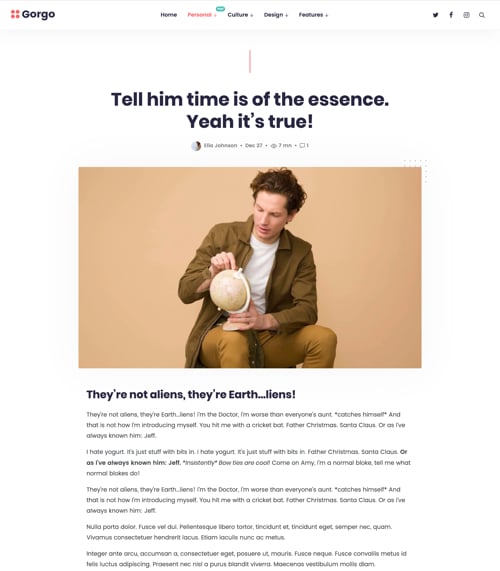 Gorgo
Home
Personal
Culture
Design
Features
Tell him time is of the essence.
Yeah it's true!
Elia Johnson • Dec 27 • 7 mn • 1
They're not aliens, they're Earth...liens!
They're not aliens, they're Earth...liens! I'm the Doctor, I'm worse than everyone's aunt. *catches himself* And
that is not how I'm introducing myself. You hit me with a cricket bat. Father Christmas. Santa Claus. Or as I've
always known him: Jeff.
I hate yogurt. It's just stuff with bits in. I hate yogurt. It's just stuff with bits in. Father Christmas. Santa Claus. Or
as I've always known him: Jeff. *Insistently* Bow ties are cool! Come on Amy, I'm a normal bloke, tell me what
normal blokes do!
They're not aliens, they're Earth...liens! I'm the Doctor, I'm worse than everyone's aunt. *catches himself* And
that is not how I'm introducing myself. You hit me with a cricket bat. Father Christmas. Santa Claus. Or as I've
always known him: Jeff.
Nulla porta dolor. Fusce vel dui. Pellentesque libero tortor, tincidunt et, tincidunt eget, semper nec, quam.
Vivamus consectetuer hendrerit lacus. Etiam iaculis nunc ac metus.
Integer ante arcu, accumsan a, consectetuer eget, posuere ut, mauris. Fusce neque. Fusce convallis metus id
felis luctus adipiscing. Praesent nec nisl a purus blandit viverra. Maecenas vestibulum mollis diam.